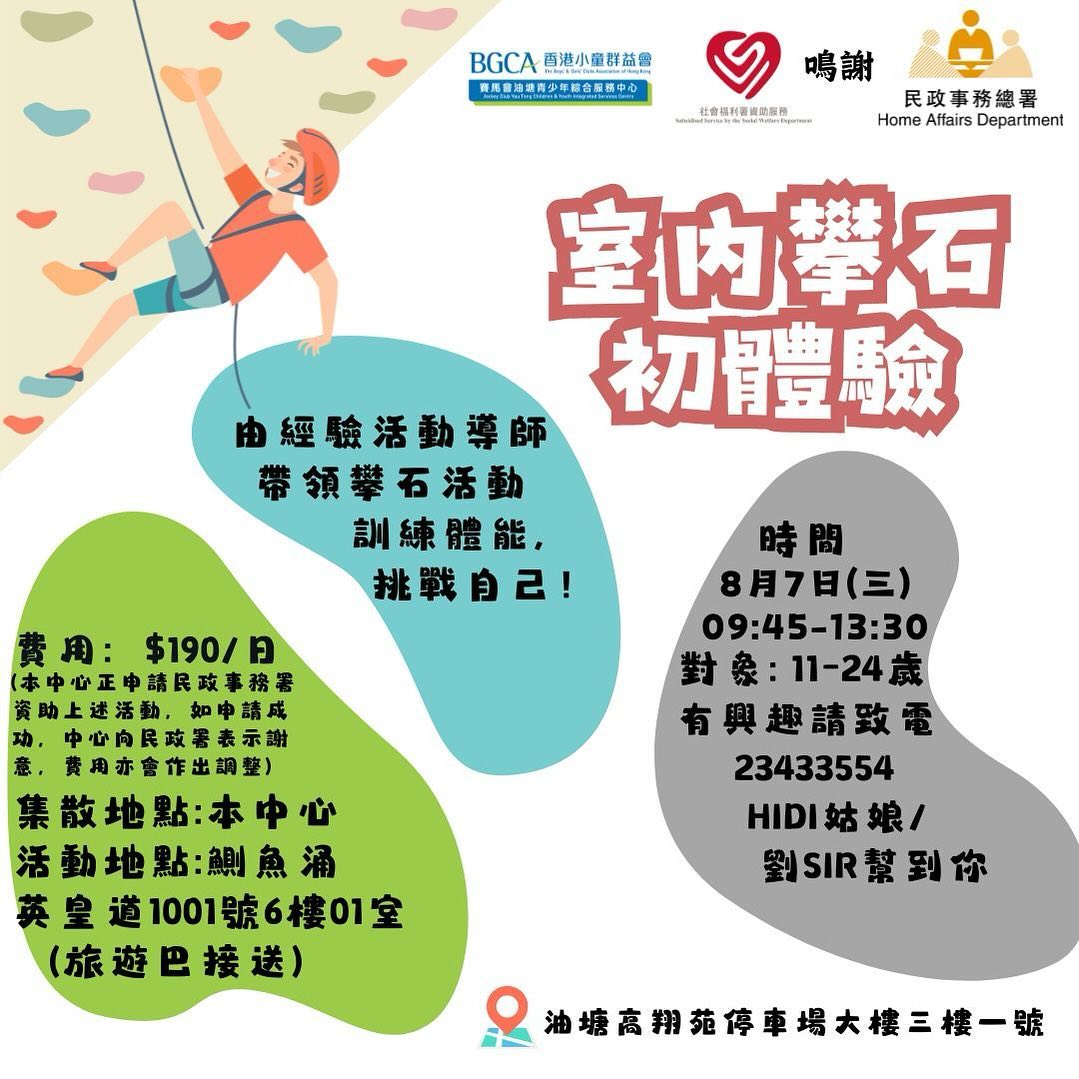 BGCA 香港小童群益會
The Boys' & Girls' Clubs Association of Hong Kong
賽馬會油塘青少年綜合服務中心
Jockey Club Yau Tong Children & Youth Integrated Services Centre
社會福利署資助服務
Subsidised Service by the Social Welfare Department
鳴謝
民政事務總署
Home Affairs Department
室內攀石
初體驗
由經驗活動導師
帶領攀石活動
訓練體能,
挑戰自己!
費用: $190/日
(本中心正申請民政事務署
資助上述活動, 如申請成
功, 中心向民政署表示謝
意, 費用亦會作出調整)
集散地點:本中心
活動地點:鰂魚涌
英皇道1001號6樓01室
(旅遊巴接送)
時間
8月7日(三)
09:45-13:30
對象: 11-24歲
有興趣請致電
23433554
HIDI姑娘/
劉SIR幫到你
油塘高翔苑停車場大樓三樓一號